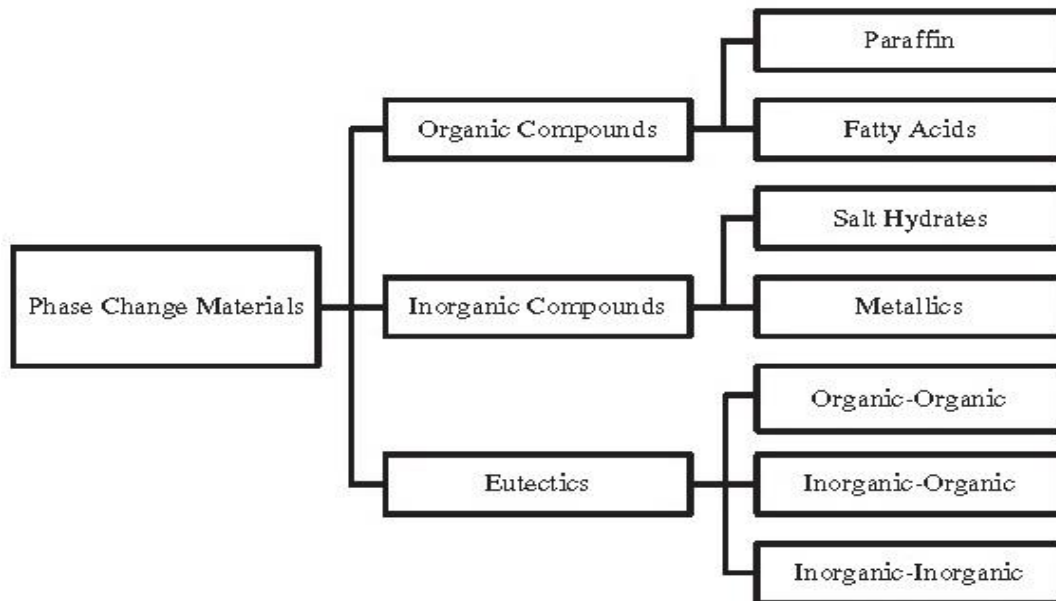 Phase Change Materials
Organic Compounds
Paraffin
Fatty Acids
Inorganic Compounds
Salt Hydrates
Metallics
Eutectics
Organic-Organic
Inorganic-Organic
Inorganic-Inorganic